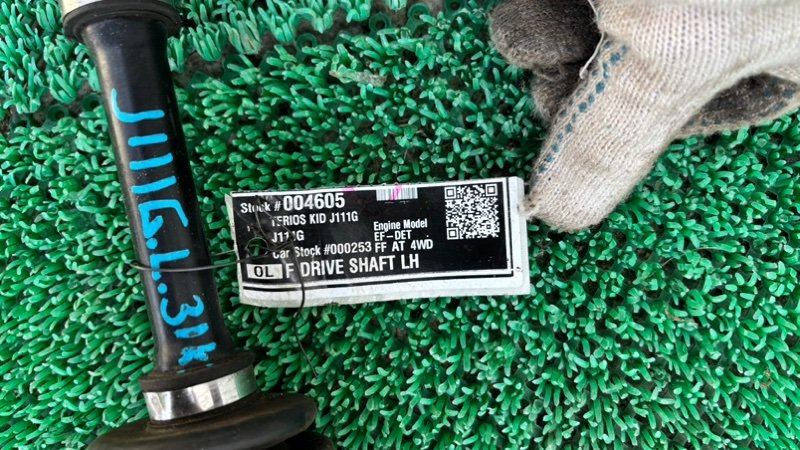 J111G.L.31K
Stock # 004605
TERIOS KID J111G
J111G
Engine Model
EF-DET
Car Stock #000253 FF AT 4WD
OL F DRIVE SHAFT LH